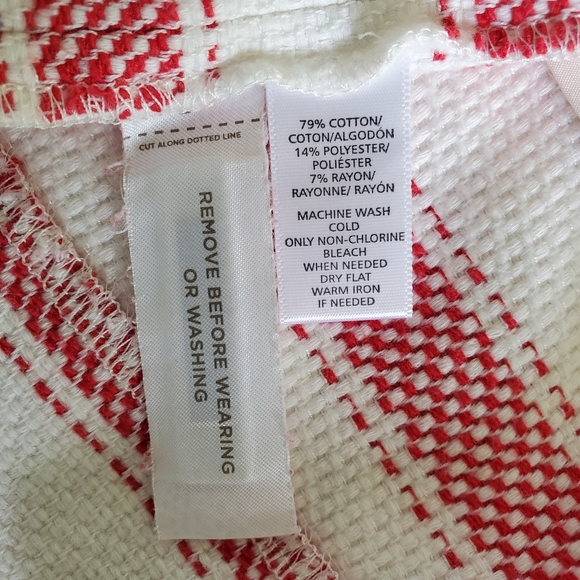 CUT ALONG DOTTED LINE
REMOVE BEFORE WEARING
OR WASHING
79% COTTON/
COTON/ALGODÓN
14% POLYESTER/
POLIÉSTER
7% RAYON/
RAYONNE/ RAYÓN
MACHINE WASH
COLD
ONLY NON-CHLORINE
BLEACH
WHEN NEEDED
DRY FLAT
WARM IRON
IF NEEDED